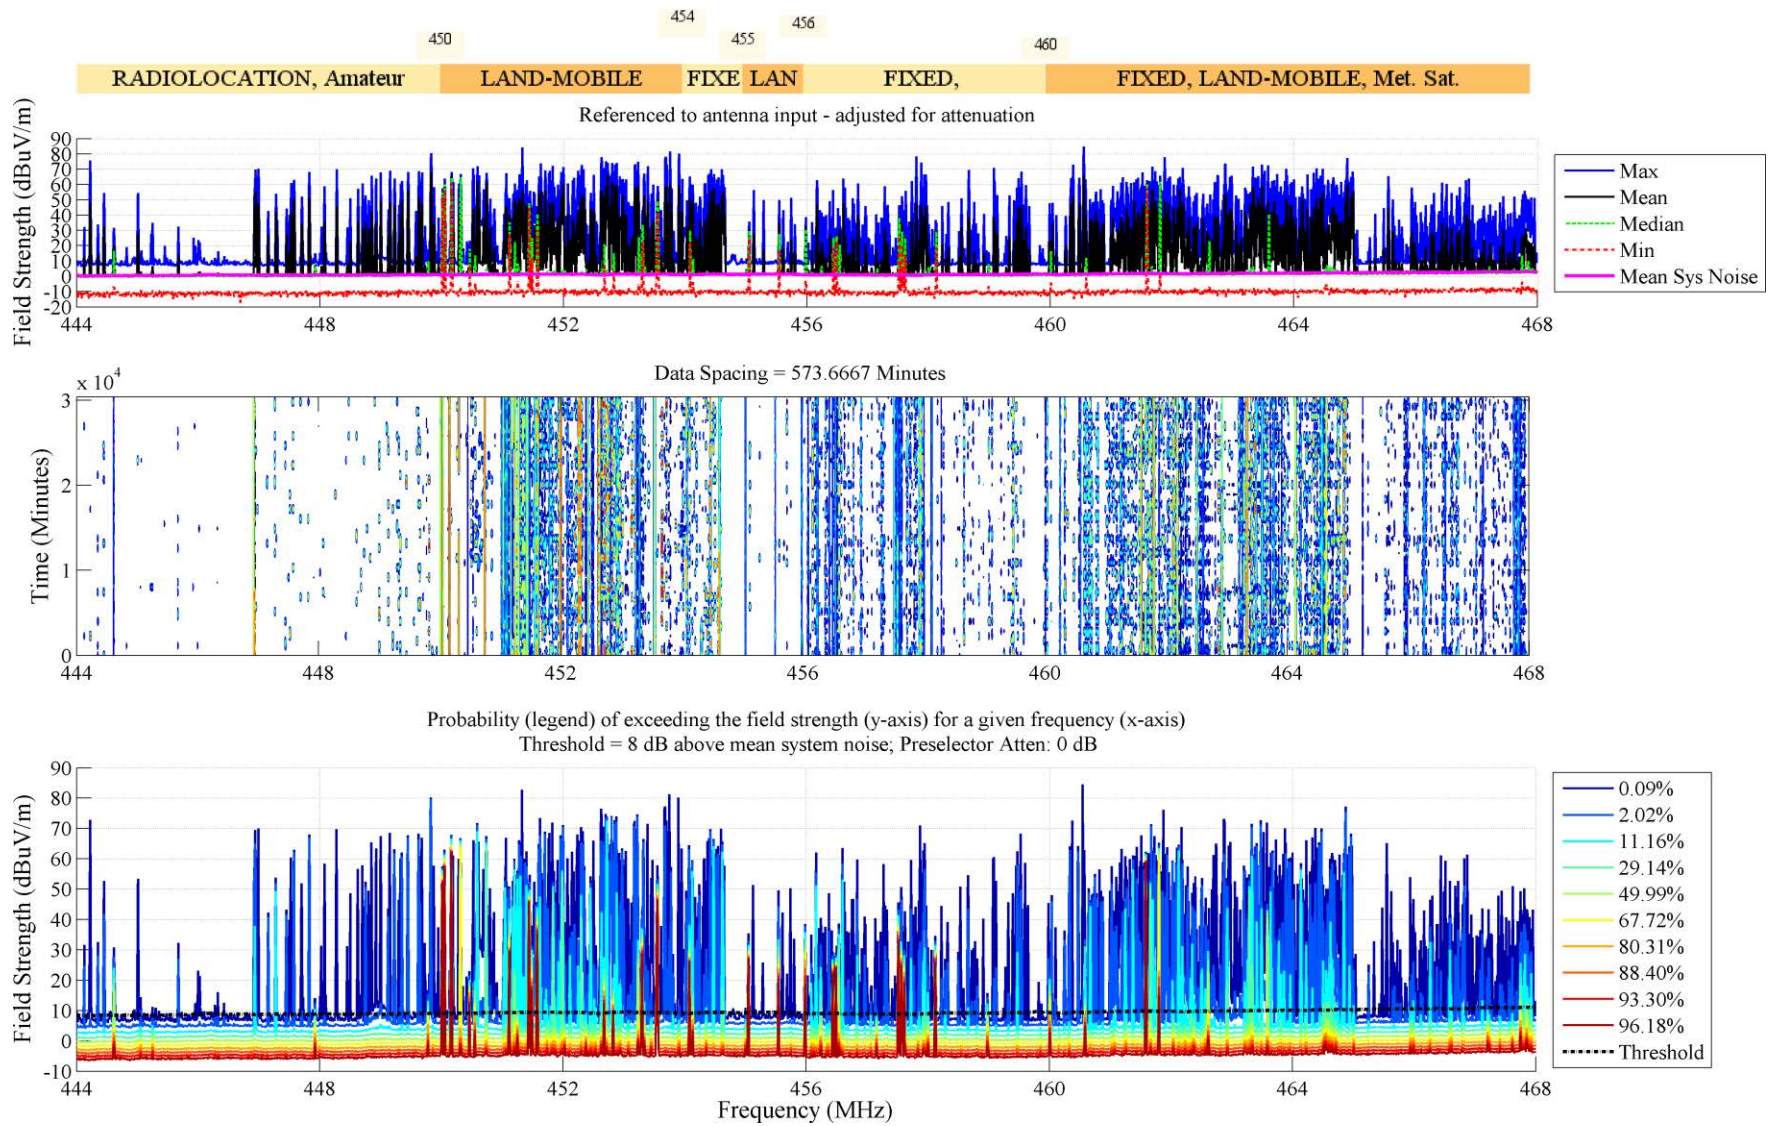 454
456
450
455
460
RADIOLOCATION, Amateur LAND-MOBILE FIXE LAN FIXED, FIXED, LAND-MOBILE, Met. Sat.
Referenced to antenna input - adjusted for attenuation
Field Strength (dBuV/m)
90
80
70
60
50
40
30
20
10
0
-10
-20
444 448 452 456 460 464 468
Max
Mean
Median
Min
Mean Sys Noise
x 10^4
Data Spacing = 573.6667 Minutes
Time (Minutes)
3
2
1
0
444 448 452 456 460 464 468
Probability (legend) of exceeding the field strength (y-axis) for a given frequency (x-axis)
Threshold = 8 dB above mean system noise; Preselector Atten: 0 dB
Field Strength (dBuV/m)
90
80
70
60
50
40
30
20
10
0
-10
444 448 452 456 460 464 468
Frequency (MHz)
0.09%
2.02%
11.16%
29.14%
49.99%
67.72%
80.31%
88.40%
93.30%
96.18%
Threshold